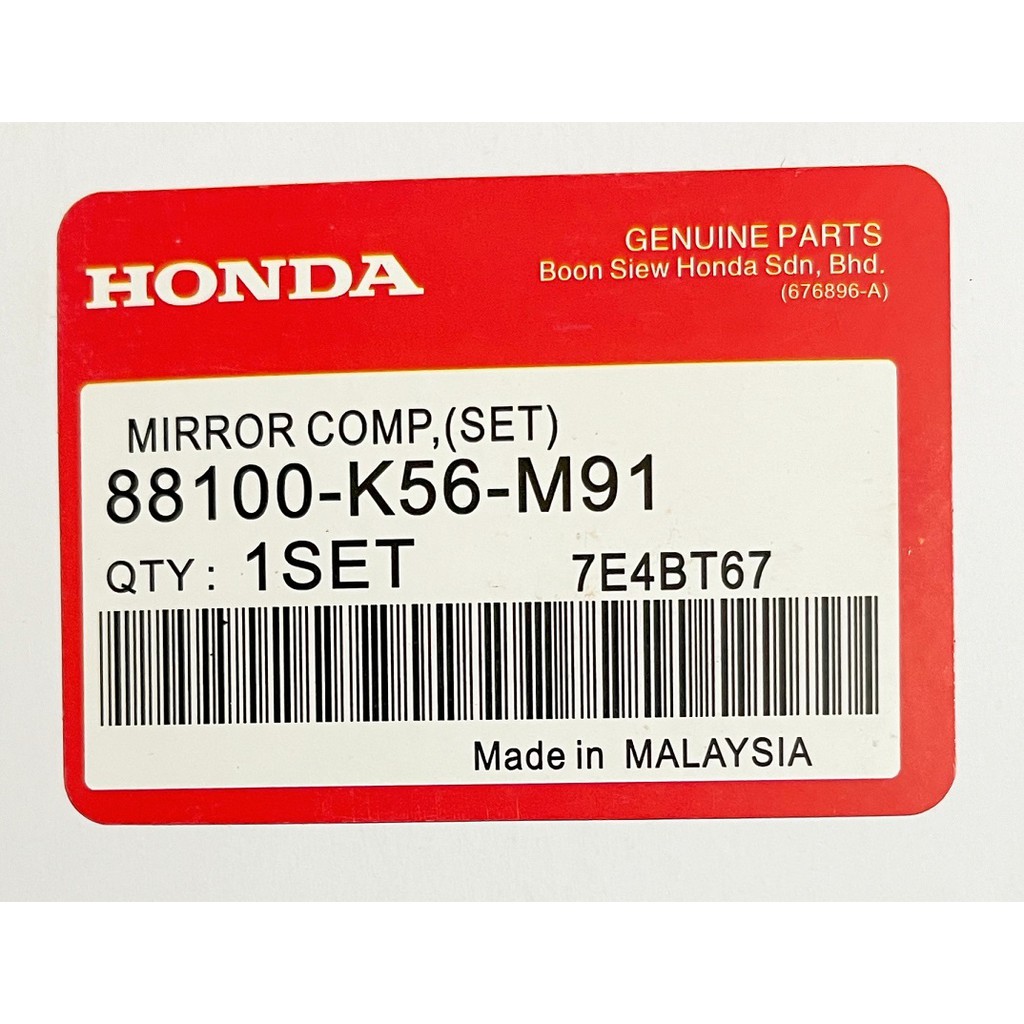 HONDA
GENUINE PARTS
Boon Siew Honda Sdn, Bhd.
(676896-A)
MIRROR COMP,(SET)
88100-K56-M91
QTY: 1SET 7E4BT67
Made in MALAYSIA